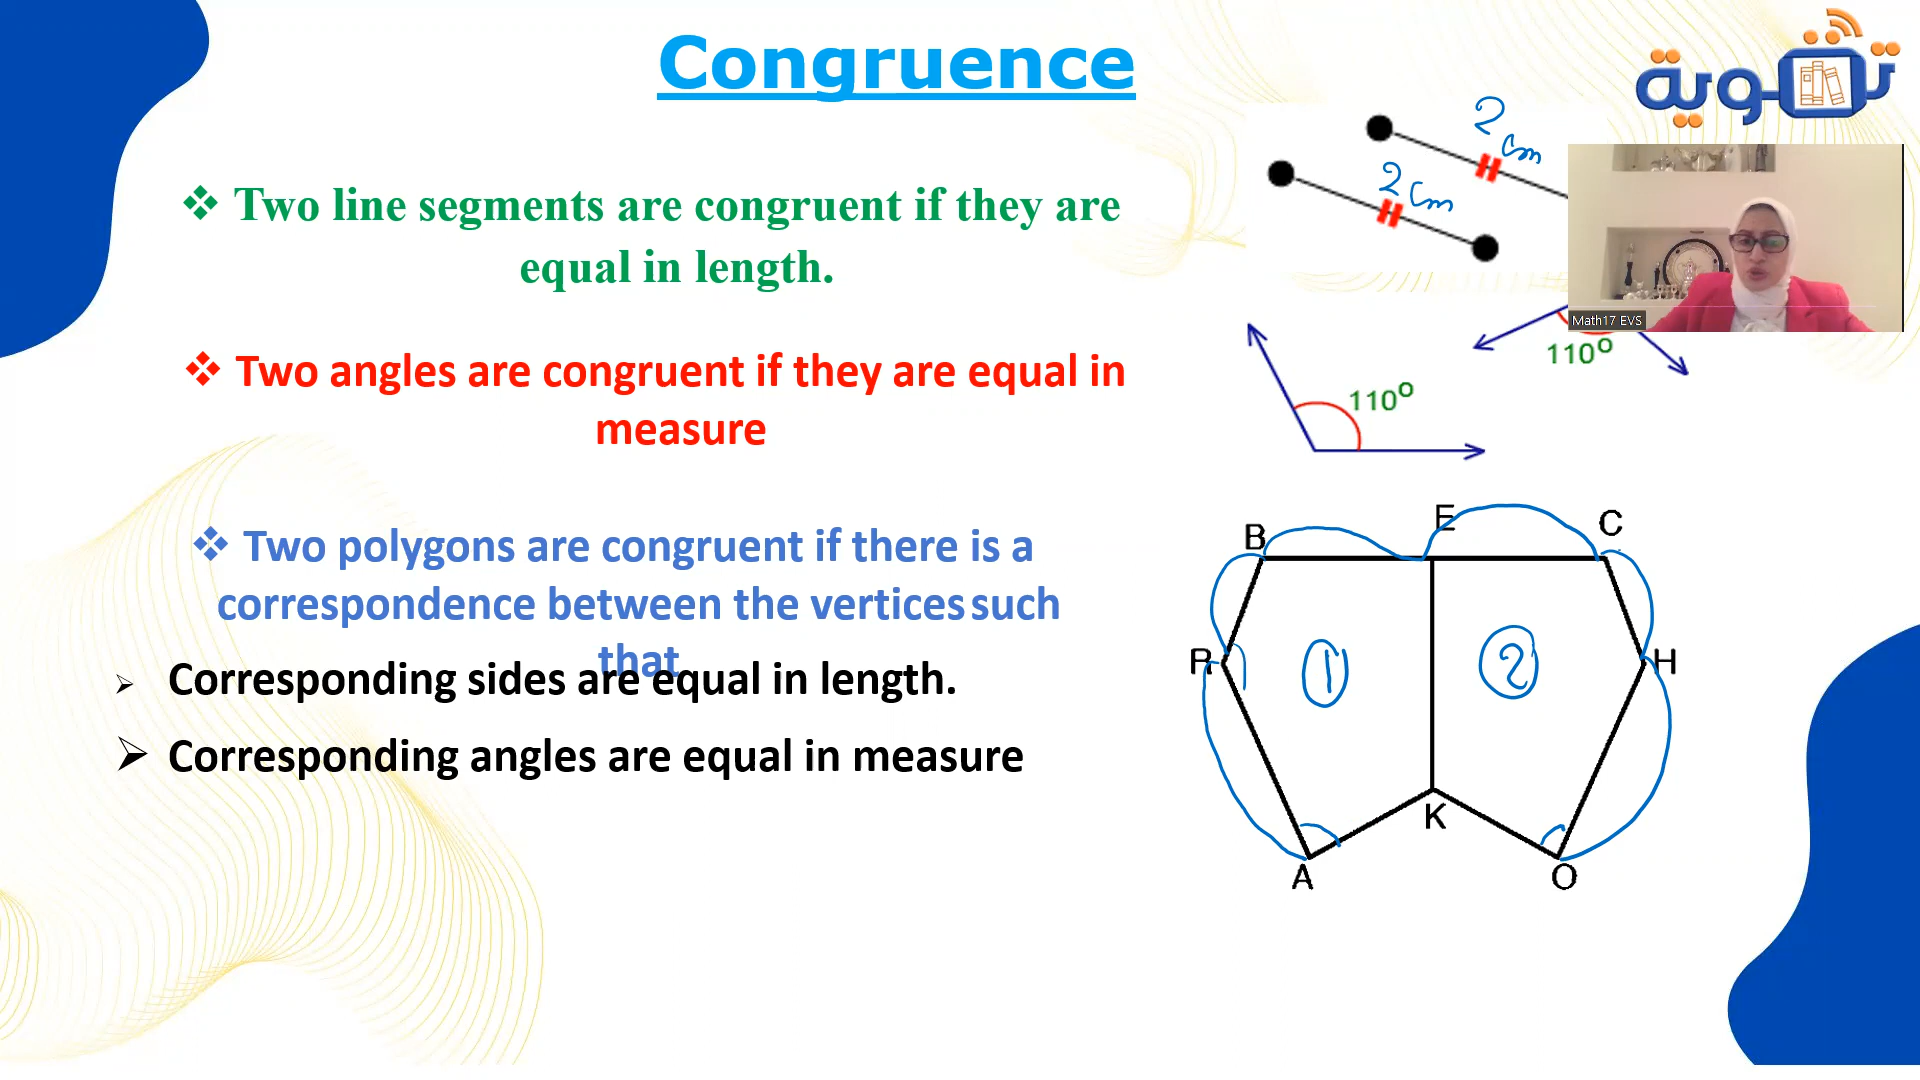 Congruence
ثانوية
❖ Two line segments are congruent if they are
equal in length.
2 cm
2 cm
Math17 EVS
❖ Two angles are congruent if they are equal in
measure
110°
110°
❖ Two polygons are congruent if there is a
correspondence between the vertices such
that
➢ Corresponding sides are equal in length.
➢ Corresponding angles are equal in measure
B E C
R 1 2 H
K
A O